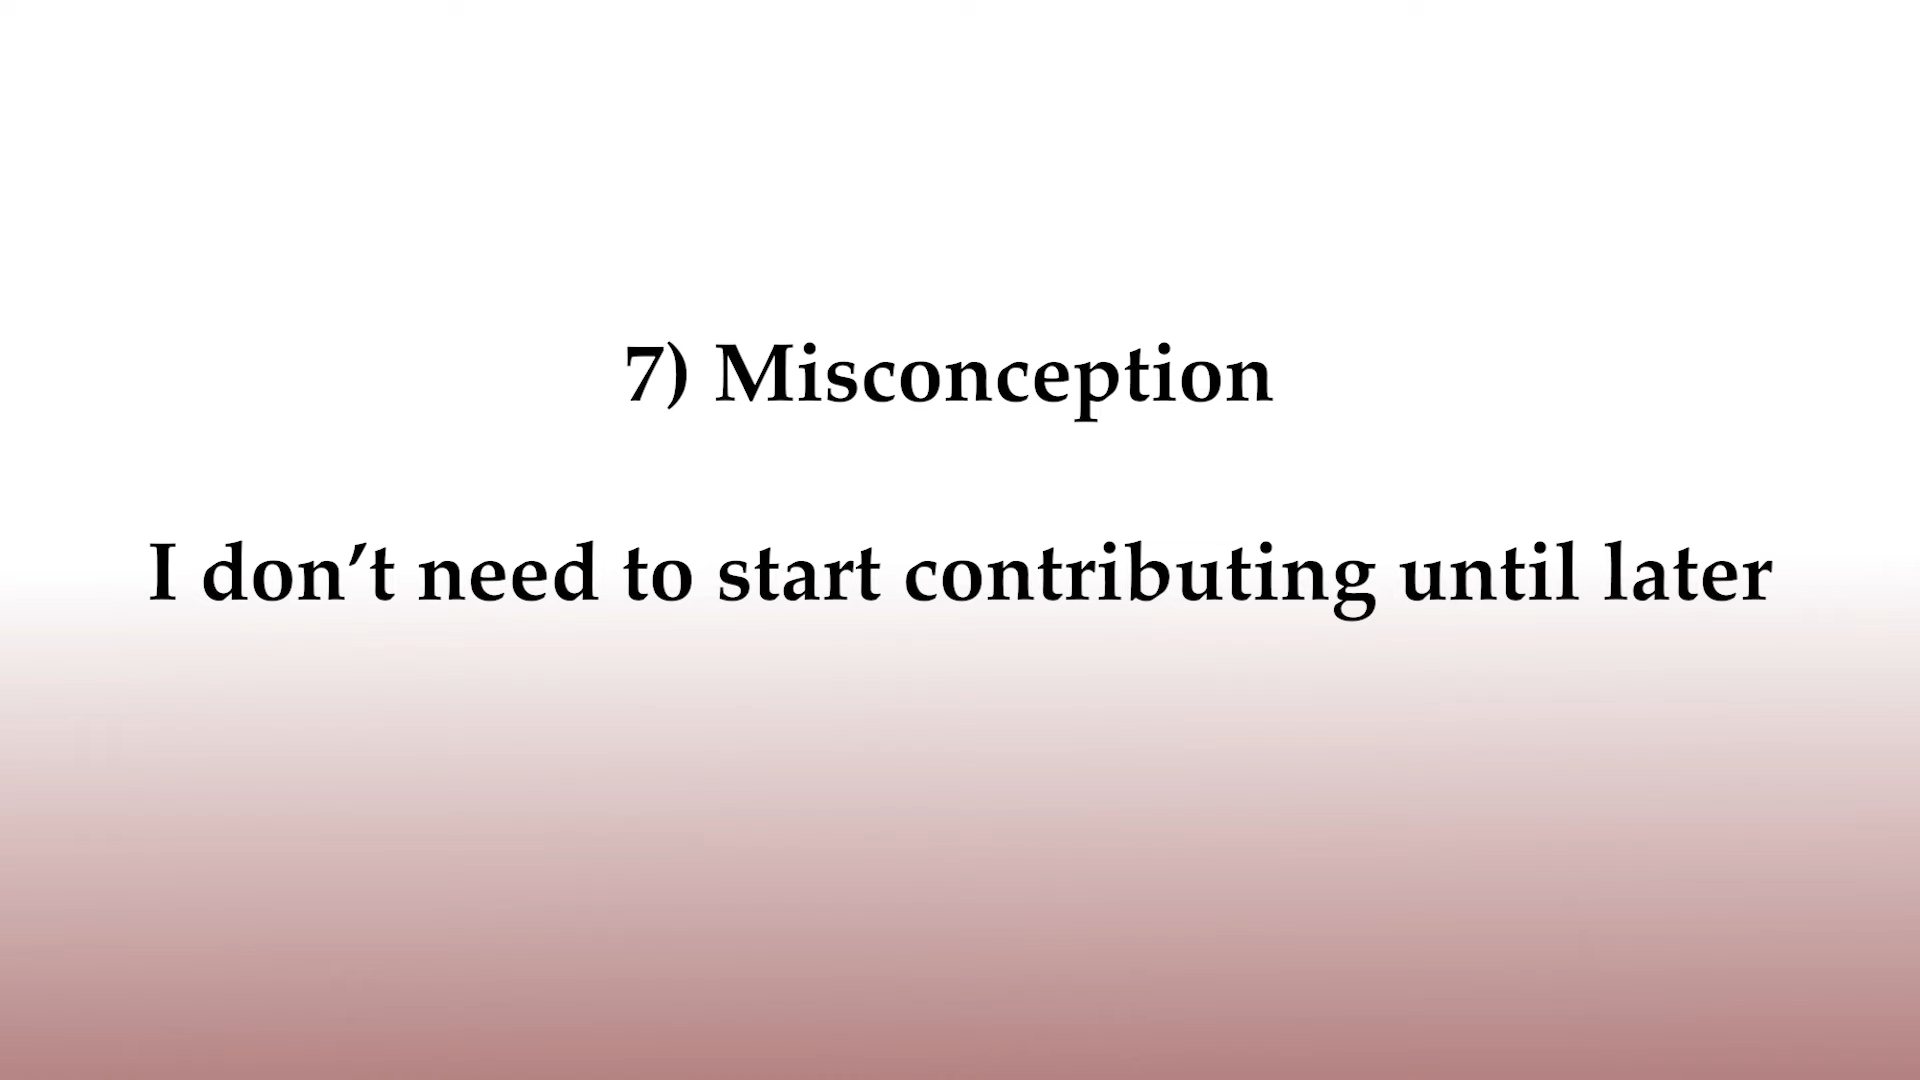 7) Misconception
I don’t need to start contributing until later